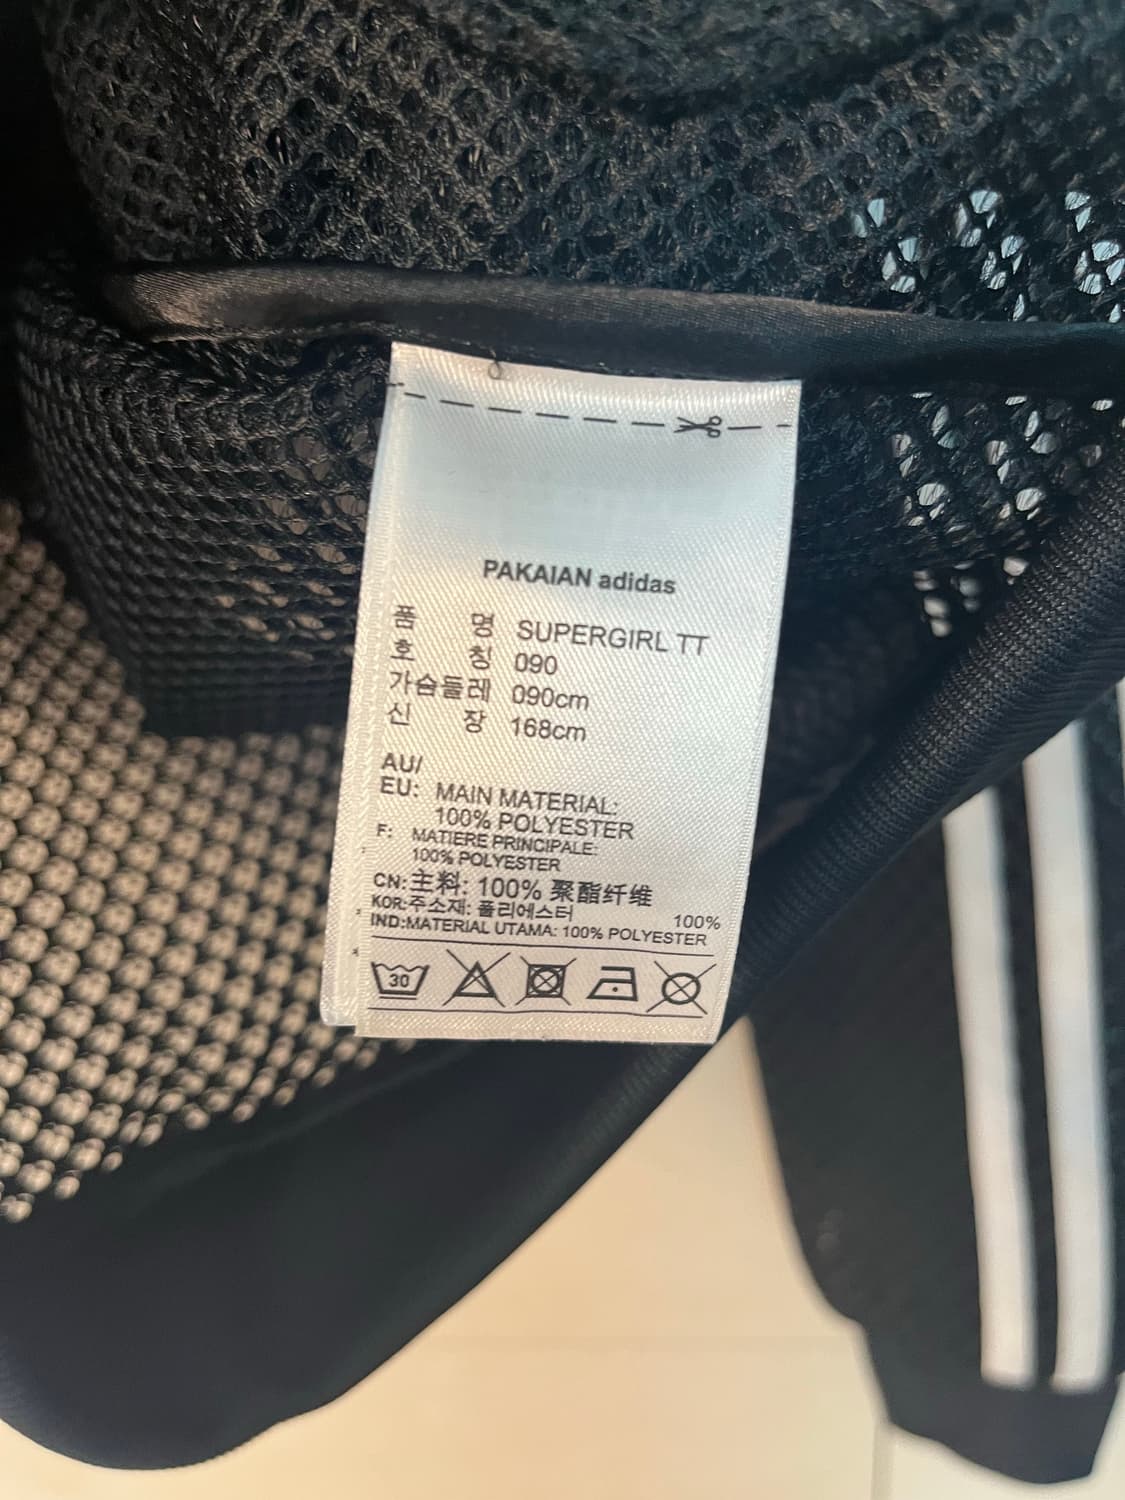 PAKAIAN adidas
품 명 SUPERGIRL TT
호 칭 090
가슴둘레 090cm
신 장 168cm
AU/
EU: MAIN MATERIAL:
100% POLYESTER
F: MATIERE PRINCIPALE:
100% POLYESTER
CN: 主料: 100% 聚酯纤维
KOR: 주소재: 폴리에스터 100%
IND: MATERIAL UTAMA: 100% POLYESTER
30